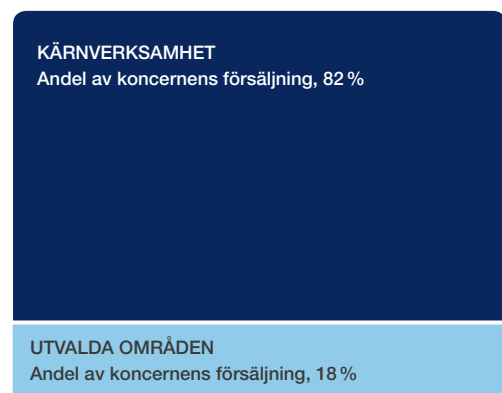 KÄRNVERKSAMHET
Andel av koncernens försäljning, 82 %
UTVALDA OMRÅDEN
Andel av koncernens försäljning, 18 %